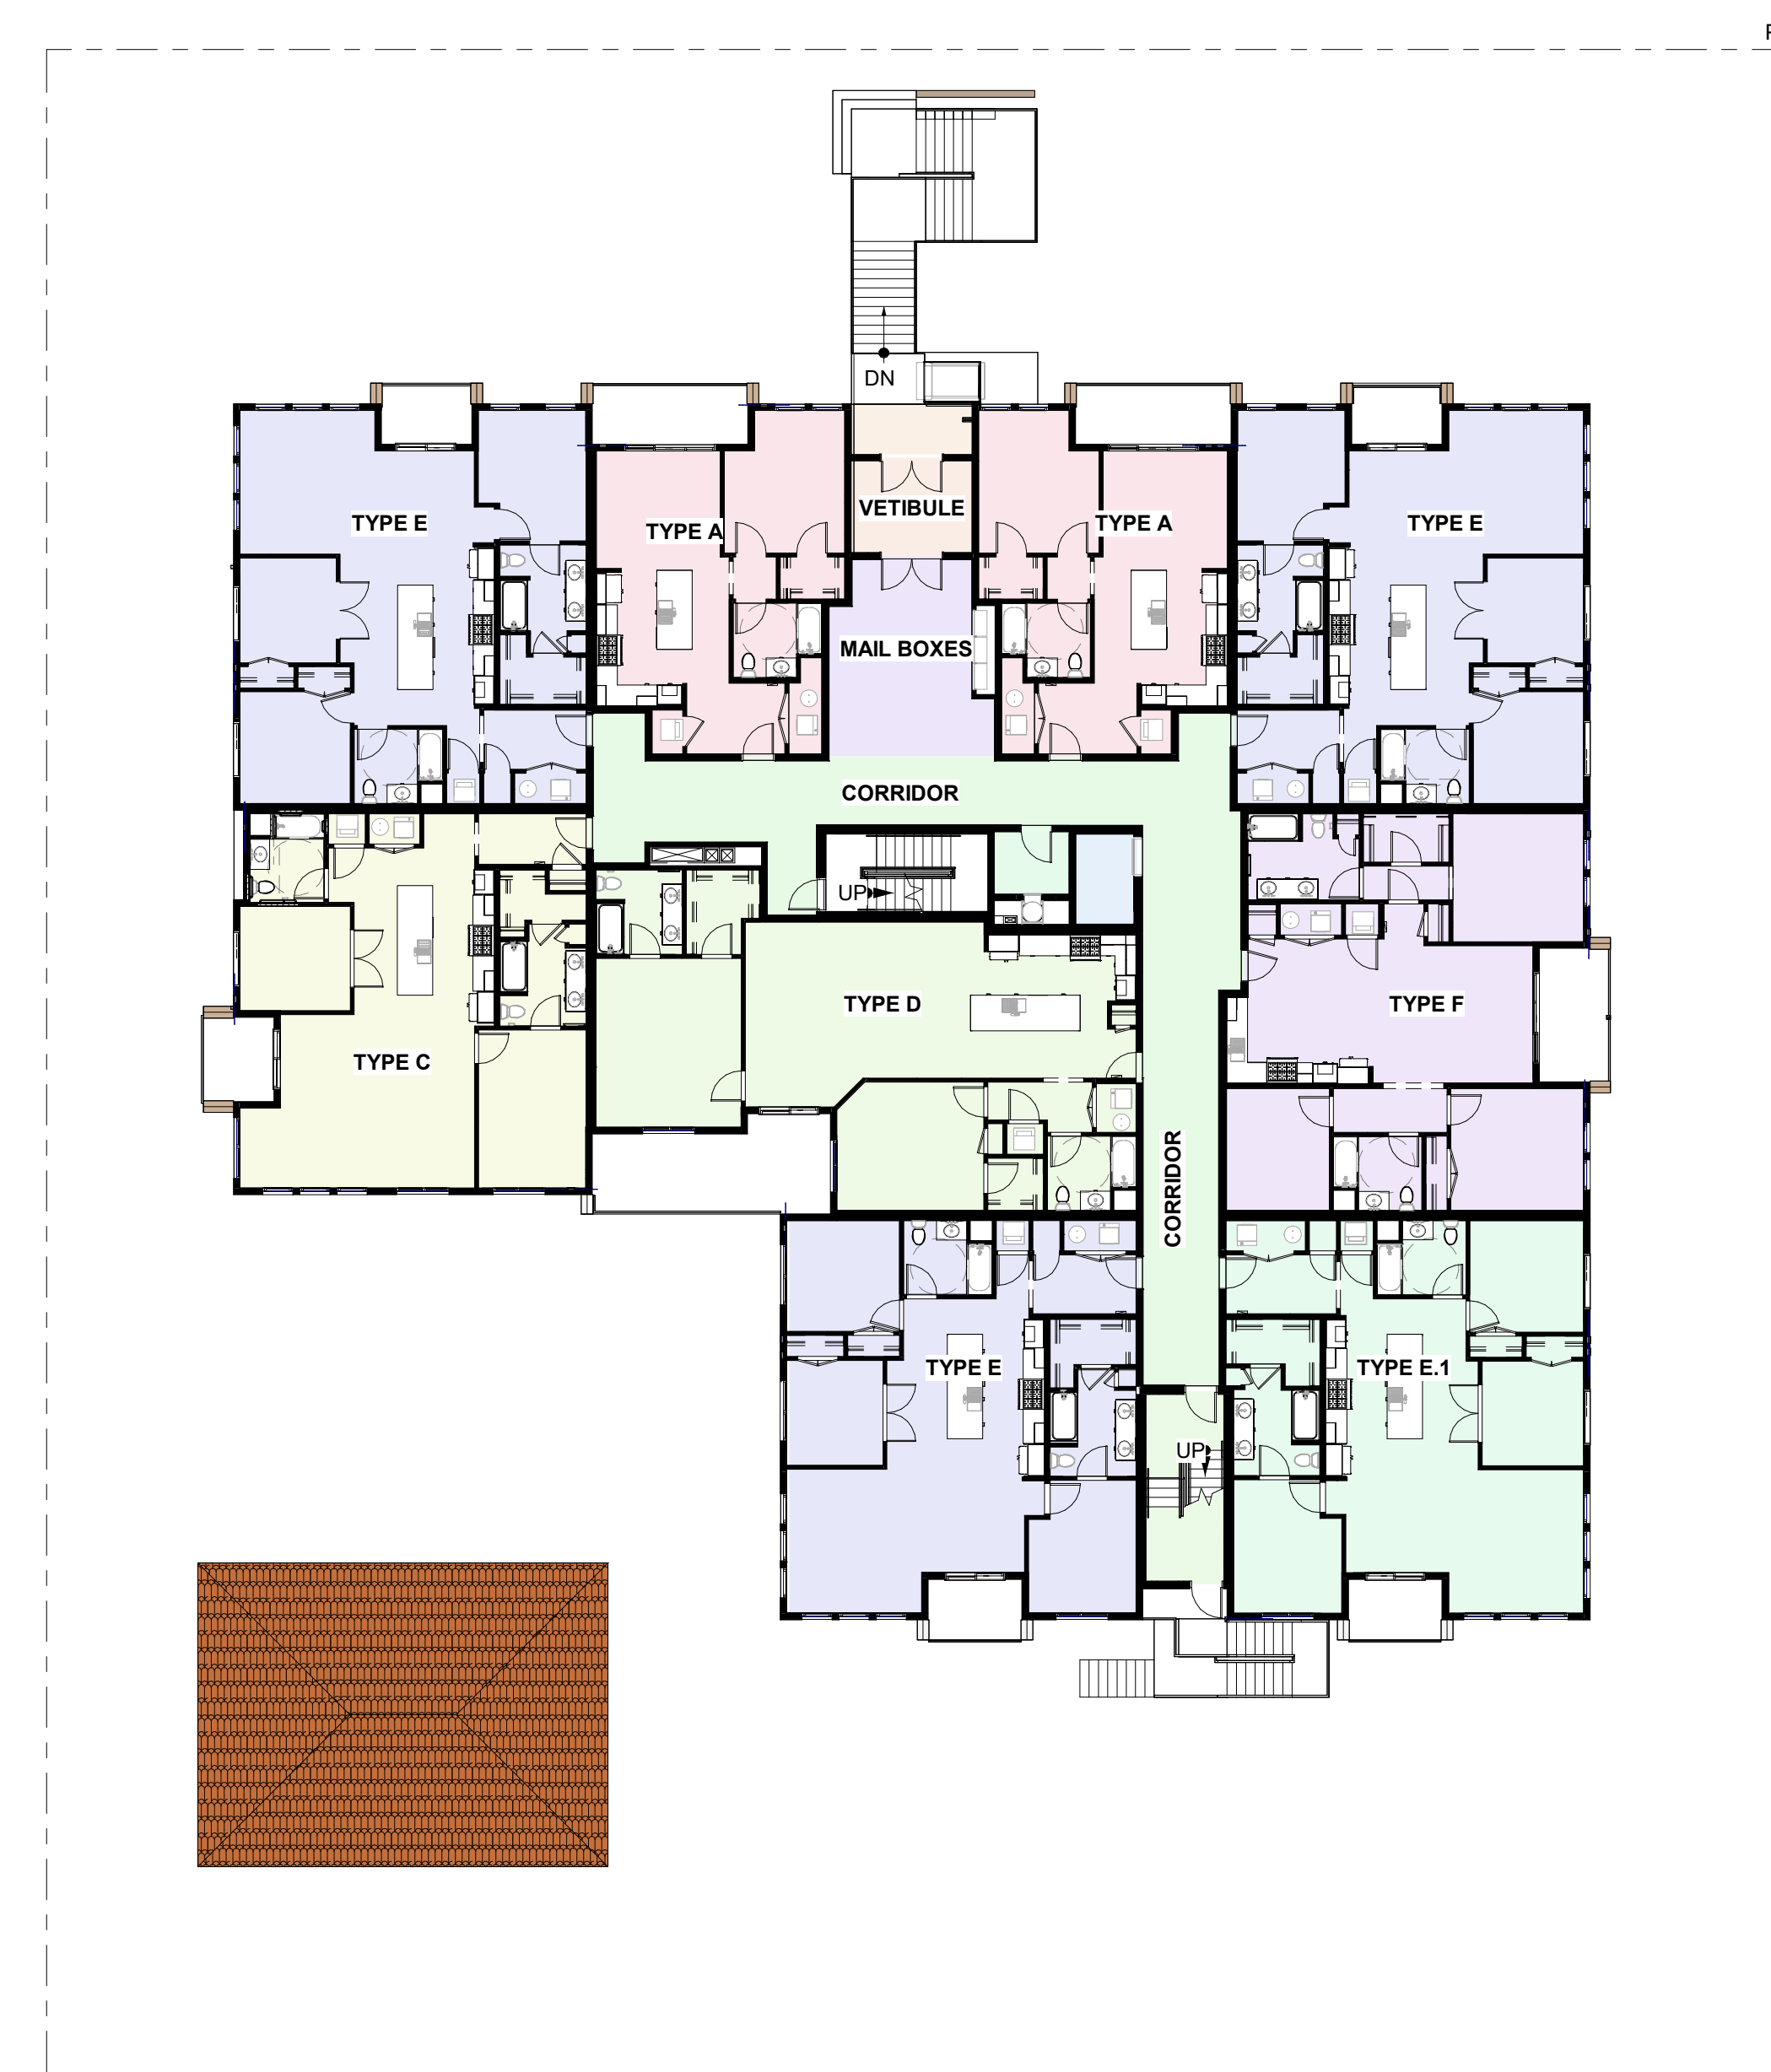 DN
TYPE E
TYPE A
VETIBULE
TYPE A
TYPE E
MAIL BOXES
CORRIDOR
UP
TYPE D
TYPE F
TYPE C
CORRIDOR
TYPE E
TYPE E.1
UP